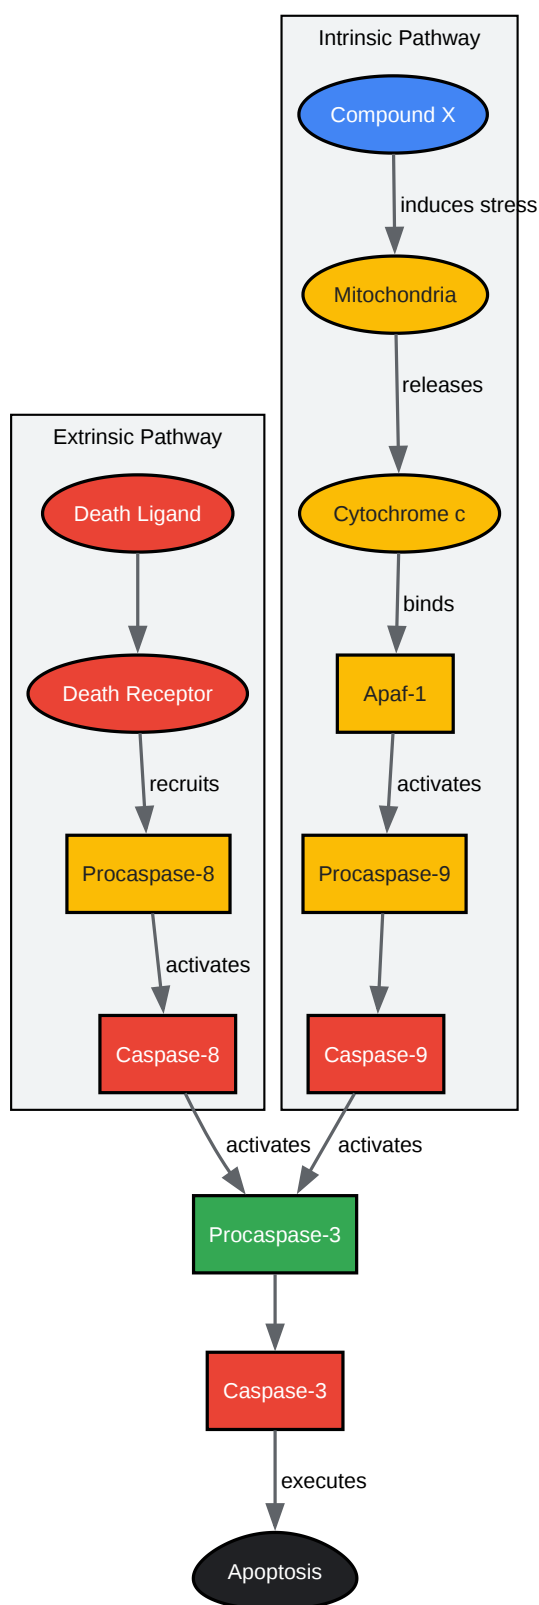 Intrinsic Pathway
Compound X
induces stress
Mitochondria
releases
Cytochrome c
binds
Apaf-1
activates
Procaspase-9
Caspase-9
activates
Extrinsic Pathway
Death Ligand
Death Receptor
recruits
Procaspase-8
activates
Caspase-8
activates
Procaspase-3
Caspase-3
executes
Apoptosis